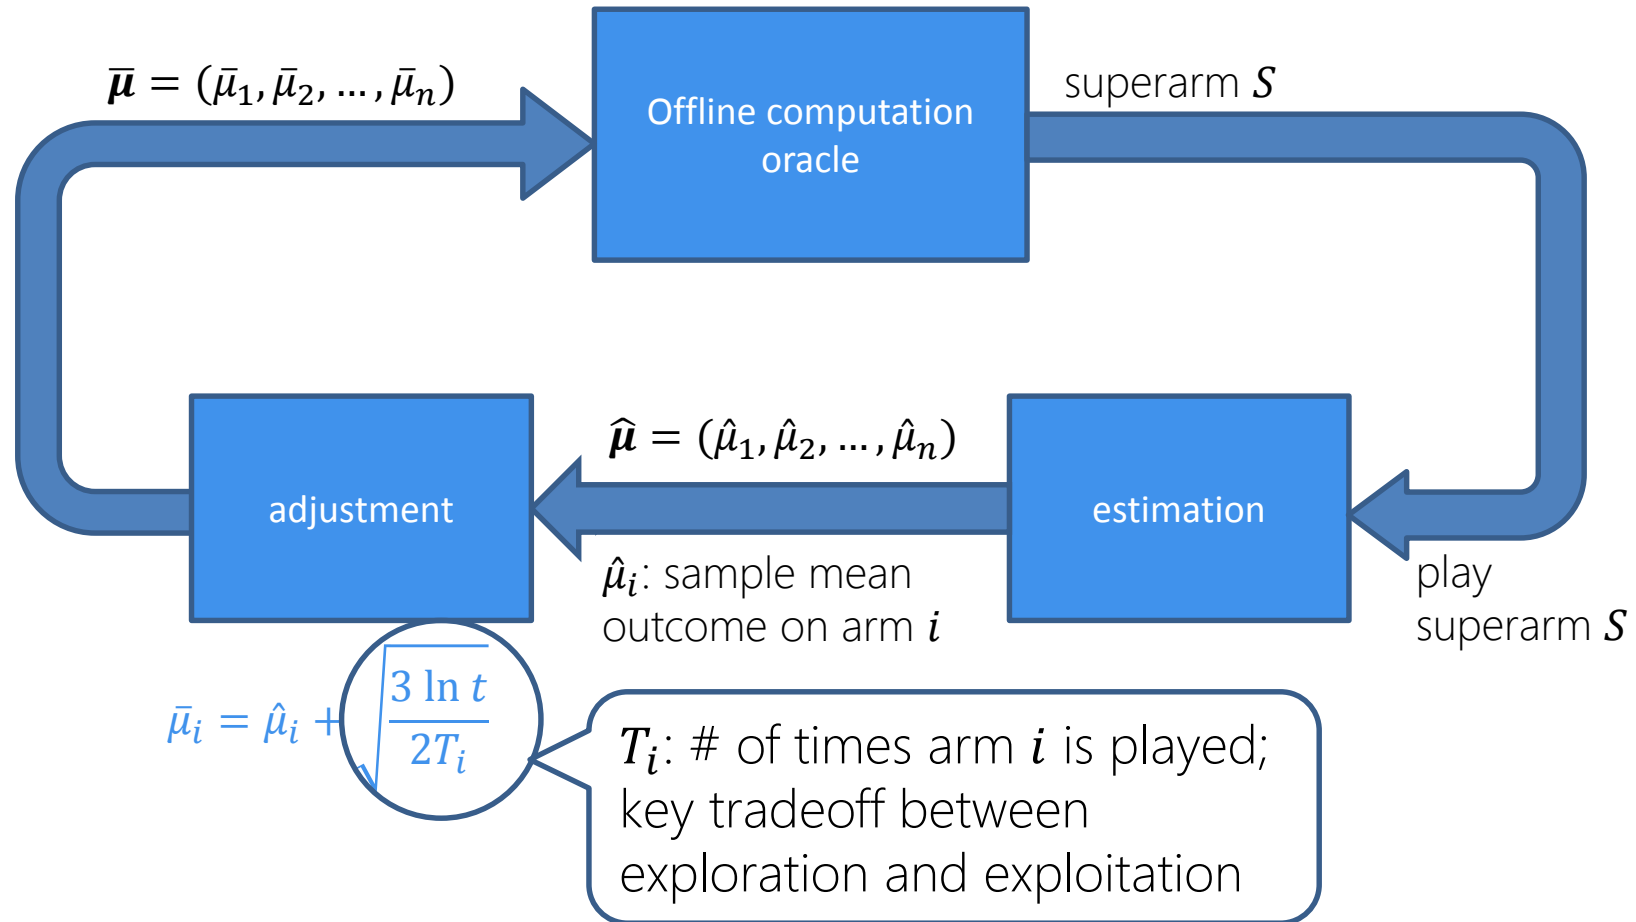 𝝁̅ = (μ̅₁, μ̅₂, … , μ̅ₙ)
Offline computation
oracle
superarm S
adjustment
𝝁̂ = (μ̂₁, μ̂₂, … , μ̂ₙ)
estimation
μ̂ᵢ: sample mean
outcome on arm i
play
superarm S
μ̅ᵢ = μ̂ᵢ + √(3 ln t / 2Tᵢ)
Tᵢ: # of times arm i is played;
key tradeoff between
exploration and exploitation